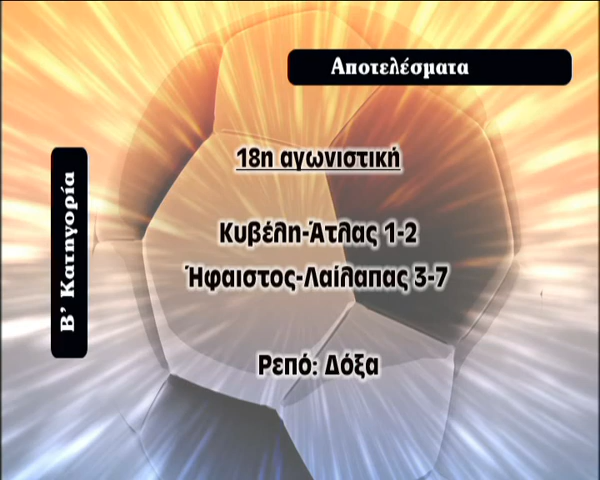 Αποτελέσματα
Β’ Κατηγορία
18η αγωνιστική
Κυβέλη-Άτλας 1-2
Ήφαιστος-Λαίλαπας 3-7
Ρεπό: Δόξα